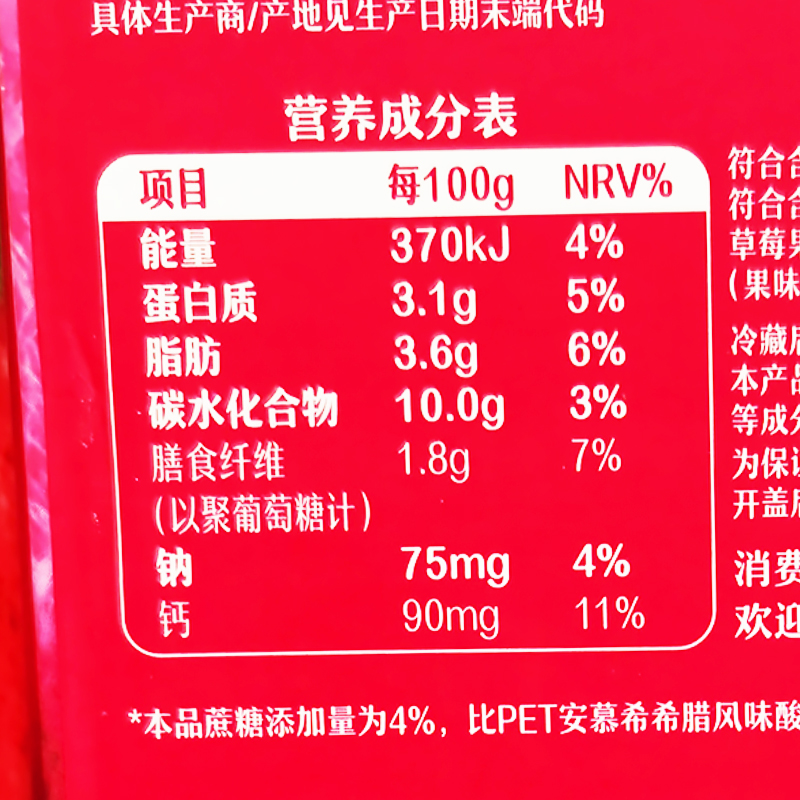 具体生产商/产地见生产日期末端代码
营养成分表
项目 每100g NRV%
能量 370kJ 4%
蛋白质 3.1g 5%
脂肪 3.6g 6%
碳水化合物 10.0g 3%
膳食纤维 1.8g 7%
(以聚葡萄糖计)
钠 75mg 4%
钙 90mg 11%
*本品蔗糖添加量为4%，比PET安慕希希腊风味酸
符合
符合
草莓果
(果味
冷藏
本产品
等成分
为保
开盖
消费
欢迎